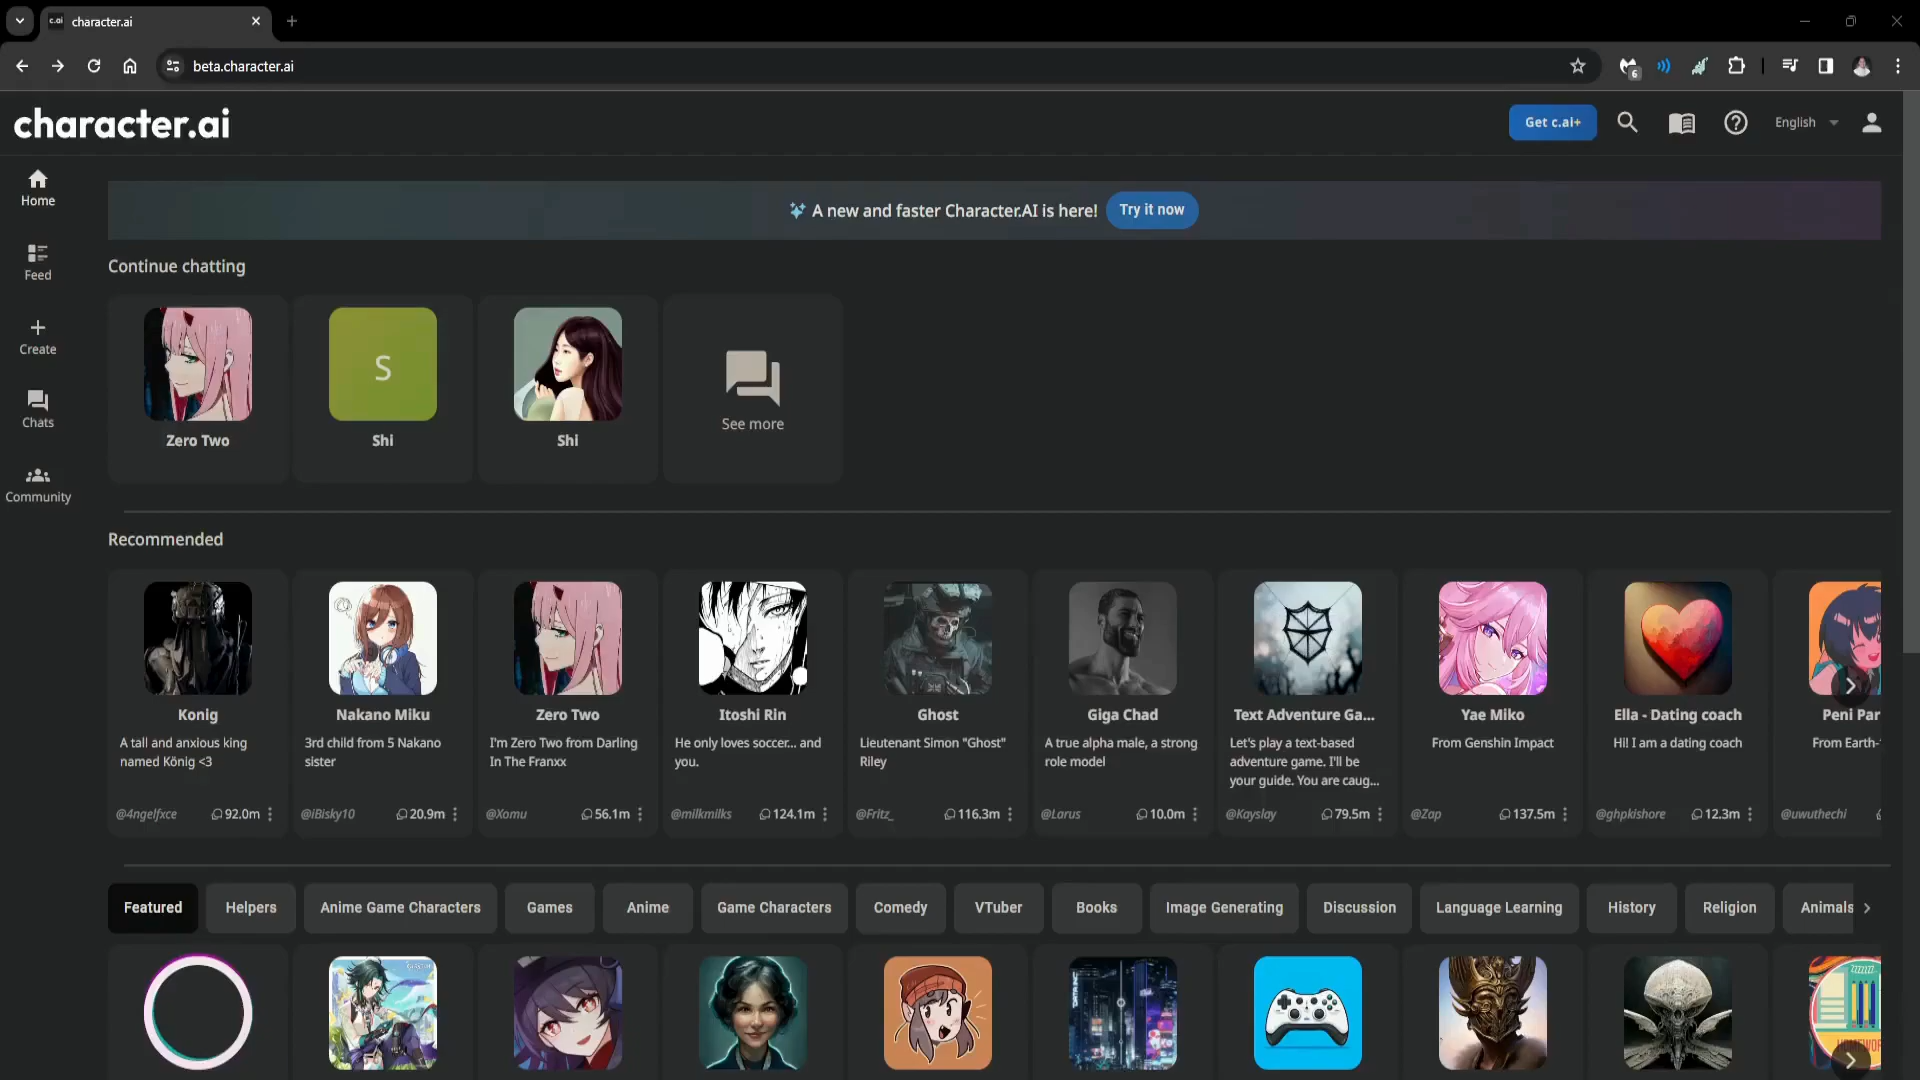 c.ai character.ai
beta.character.ai
6
character.ai
Get c.ai+
English
Home
Feed
Create
Chats
Community
A new and faster Character.AI is here! Try it now
Continue chatting
S
Zero Two
Shi
Shi
See more
Recommended
Konig
A tall and anxious king
named König <3
@4ngelfxce 92.0m
Nakano Miku
3rd child from 5 Nakano
sister
@iBisky10 20.9m
Zero Two
I'm Zero Two from Darling
In The Franxx
@Xomu 56.1m
Itoshi Rin
He only loves soccer... and
you.
@milkmilks 124.1m
Ghost
Lieutenant Simon "Ghost"
Riley
@Fritz_ 116.3m
Giga Chad
A true alpha male, a strong
role model
@Larus 10.0m
Text Adventure Ga...
Let's play a text-based
adventure game. I'll be
your guide. You are caug...
@Kayslay 79.5m
Yae Miko
From Genshin Impact
@Zap 137.5m
Ella - Dating coach
Hi! I am a dating coach
@ghpkishore 12.3m
Peni Par
From Earth-
@uwuthechi
Featured Helpers Anime Game Characters Games Anime Game Characters Comedy VTuber Books Image Generating Discussion Language Learning History Religion Animals